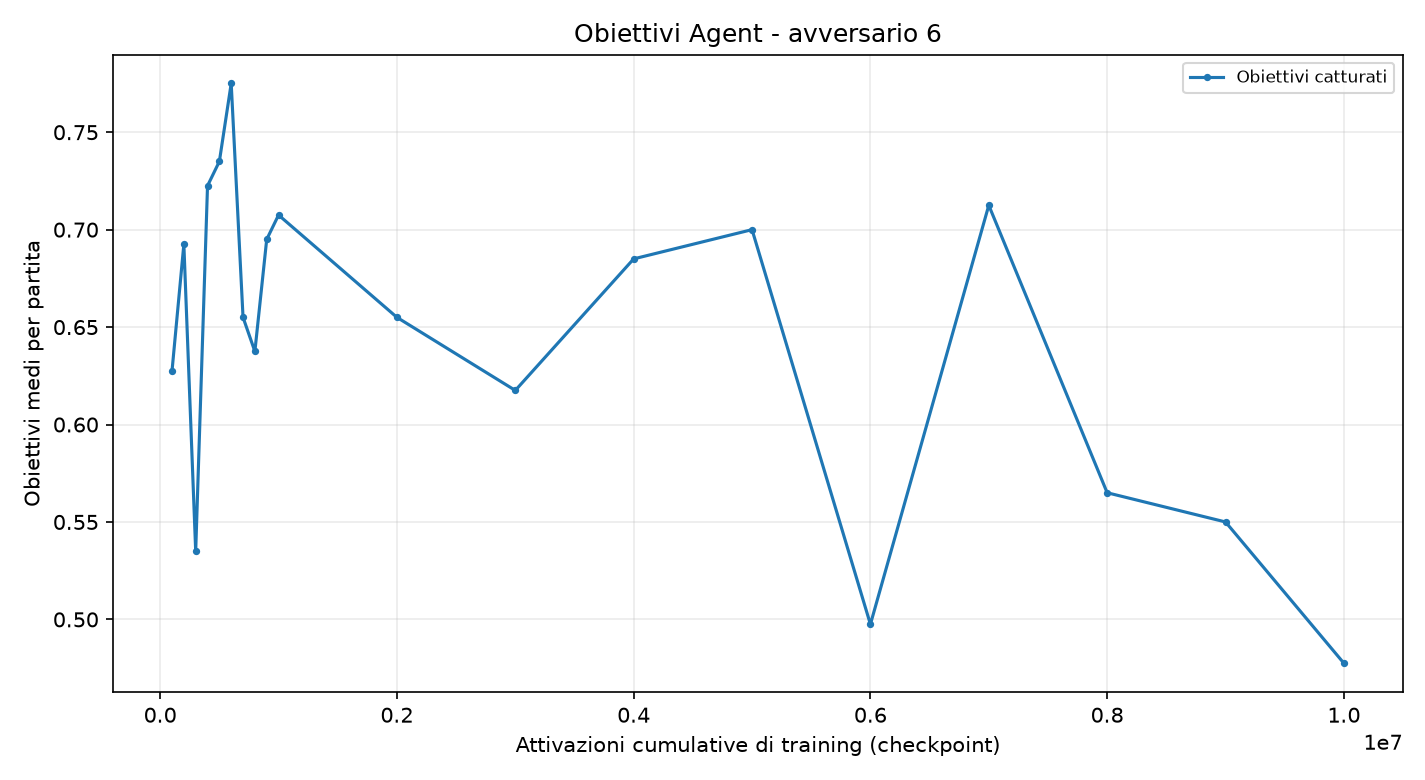 Obiettivi Agent - avversario 6
Obiettivi catturati
Obiettivi medi per partita
0.75
0.70
0.65
0.60
0.55
0.50
0.0 0.2 0.4 0.6 0.8 1.0
1e7
Attivazioni cumulative di training (checkpoint)